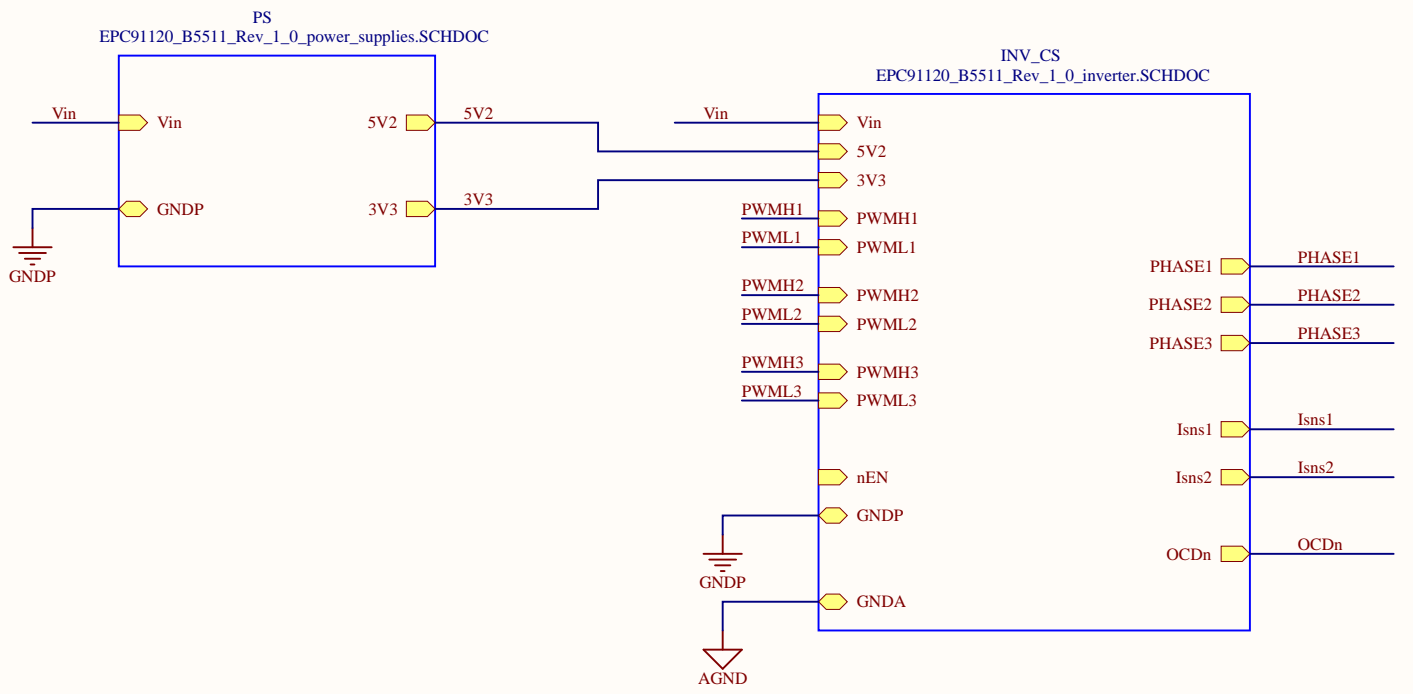 PS
EPC91120_B5511_Rev_1_0_power_supplies.SCHDOC
Vin
Vin
5V2
5V2
GNDP
3V3
3V3
GNDP
INV_CS
EPC91120_B5511_Rev_1_0_inverter.SCHDOC
Vin
Vin
5V2
3V3
PWMH1
PWMH1
PWML1
PWML1
PWMH2
PWMH2
PWML2
PWML2
PWMH3
PWMH3
PWML3
PWML3
nEN
GNDP
GNDP
GNDA
AGND
PHASE1
PHASE1
PHASE2
PHASE2
PHASE3
PHASE3
Isns1
Isns1
Isns2
Isns2
OCDn
OCDn